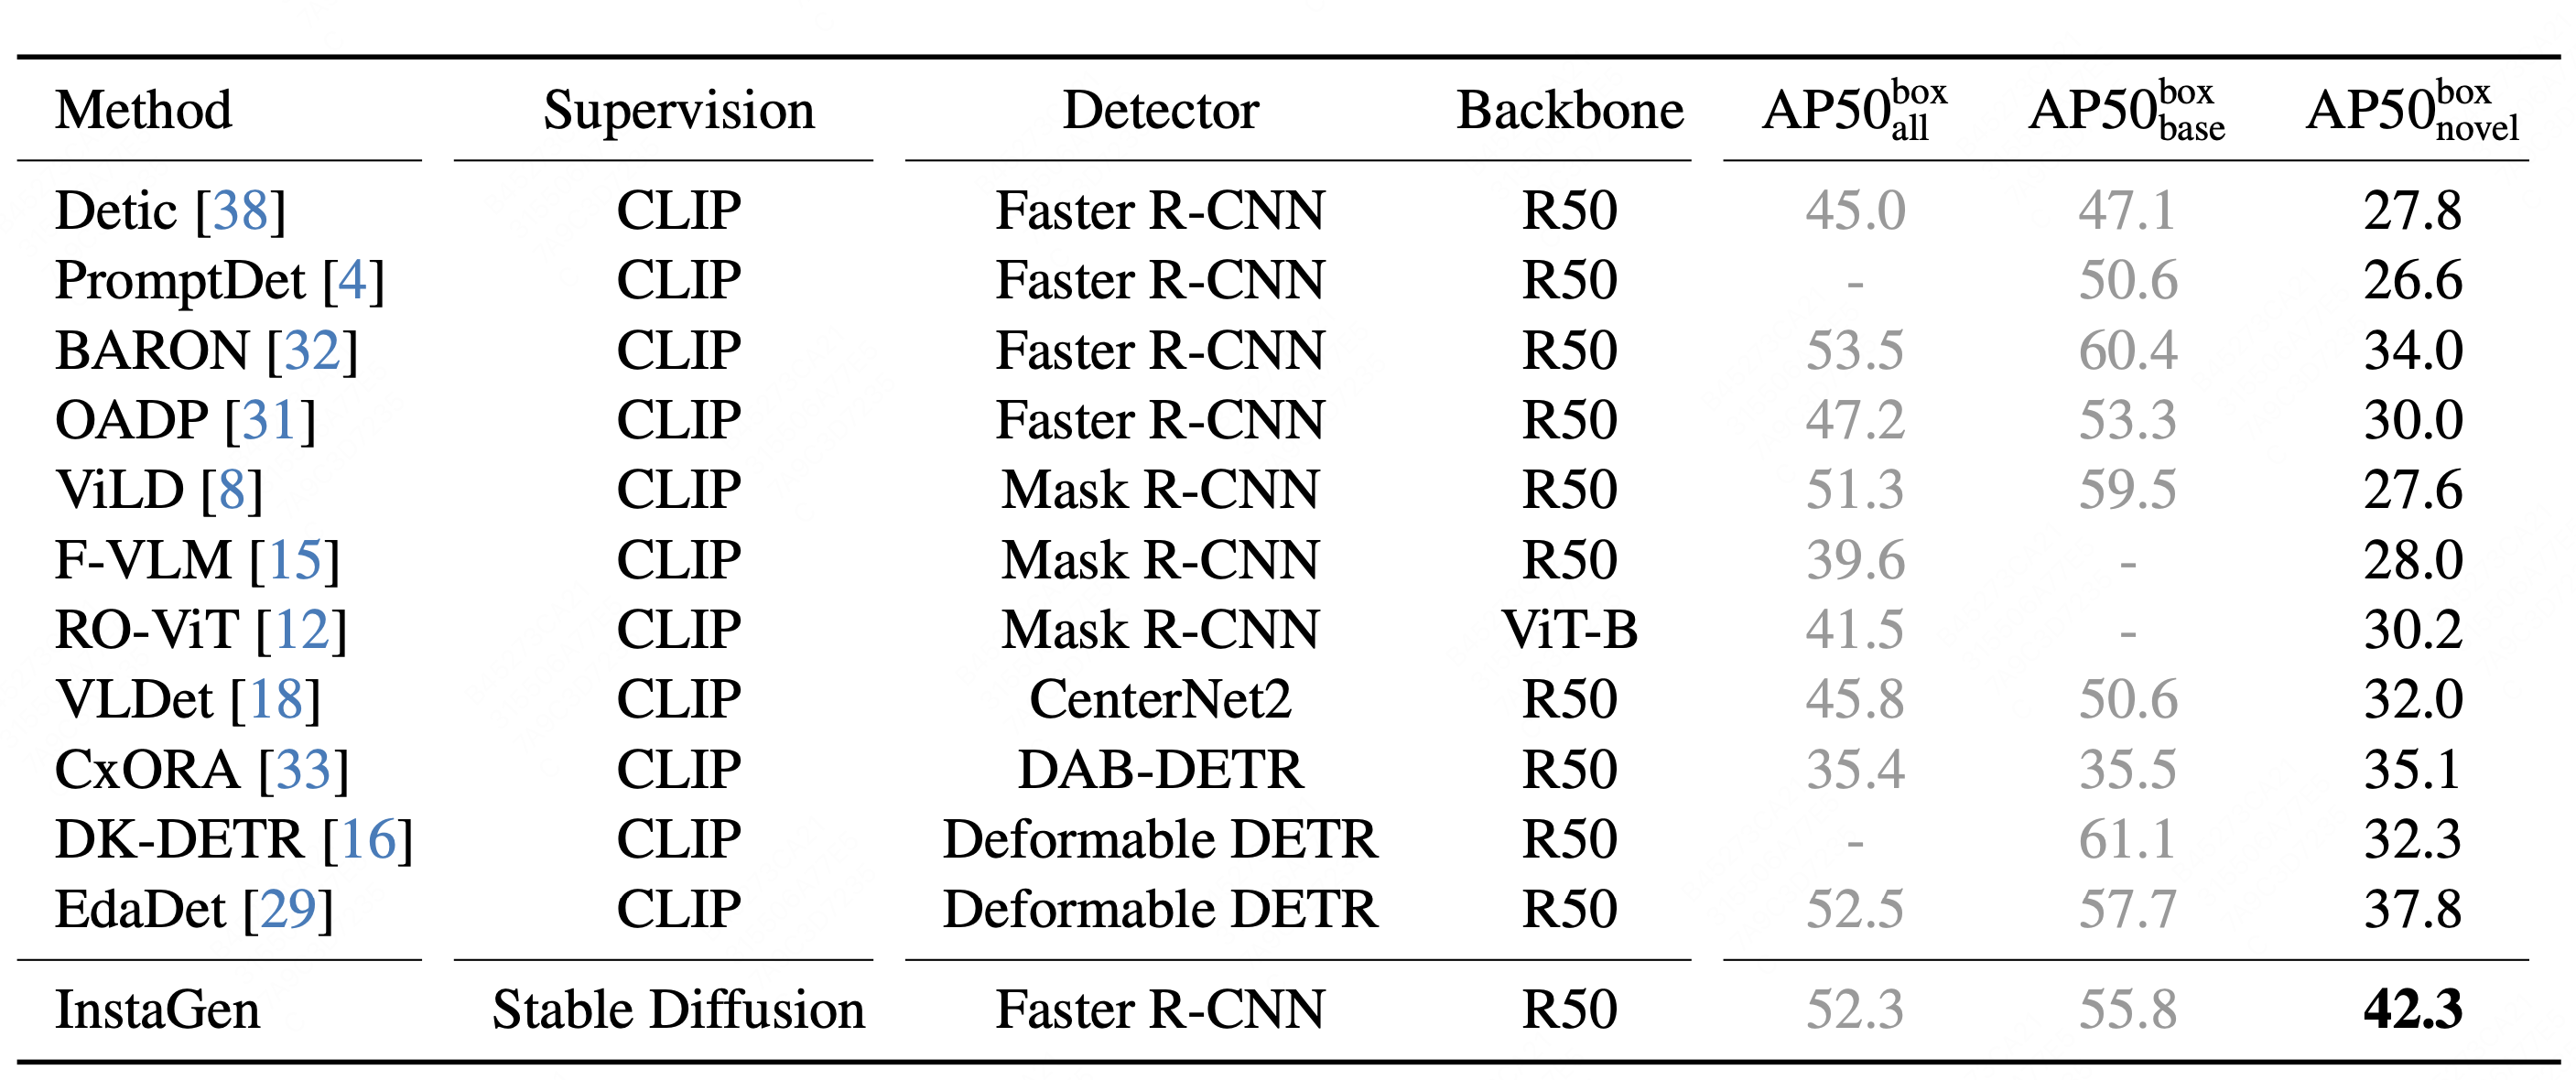 Method Supervision Detector Backbone AP50^box_all AP50^box_base AP50^box_novel
Detic [38] CLIP Faster R-CNN R50 45.0 47.1 27.8
PromptDet [4] CLIP Faster R-CNN R50 - 50.6 26.6
BARON [32] CLIP Faster R-CNN R50 53.5 60.4 34.0
OADP [31] CLIP Faster R-CNN R50 47.2 53.3 30.0
ViLD [8] CLIP Mask R-CNN R50 51.3 59.5 27.6
F-VLM [15] CLIP Mask R-CNN R50 39.6 - 28.0
RO-ViT [12] CLIP Mask R-CNN ViT-B 41.5 - 30.2
VLDet [18] CLIP CenterNet2 R50 45.8 50.6 32.0
CxORA [33] CLIP DAB-DETR R50 35.4 35.5 35.1
DK-DETR [16] CLIP Deformable DETR R50 - 61.1 32.3
EdaDet [29] CLIP Deformable DETR R50 52.5 57.7 37.8
InstaGen Stable Diffusion Faster R-CNN R50 52.3 55.8 42.3